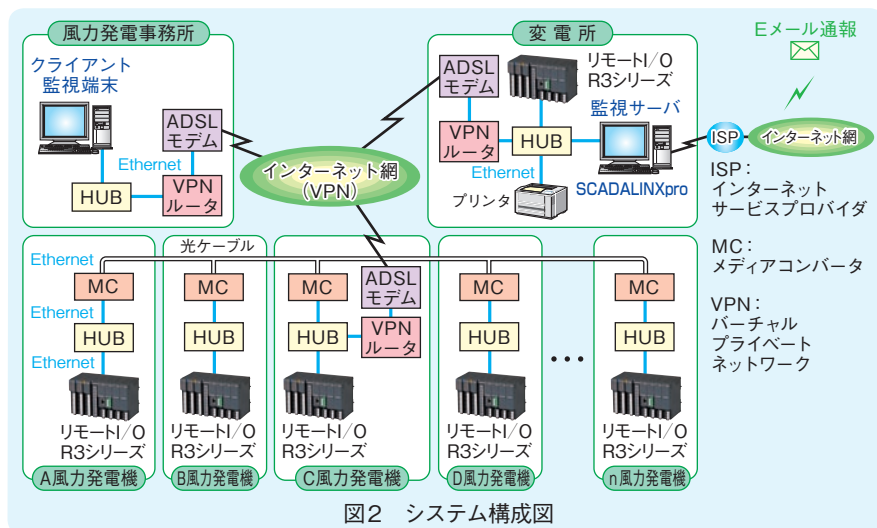 風力発電事務所
クライアント
監視端末
ADSL
モデム
Ethernet
HUB
VPN
ルータ
インターネット網
(VPN)
変電所
ADSL
モデム
リモートI/O
R3シリーズ
監視サーバ
VPN
ルータ
HUB
Ethernet
プリンタ
SCADALINXpro
Eメール通報
ISP
インターネット網
ISP：
インターネット
サービスプロバイダ
MC：
メディアコンバータ
VPN：
バーチャル
プライベート
ネットワーク
光ケーブル
Ethernet
MC
Ethernet
HUB
Ethernet
リモートI/O
R3シリーズ
A風力発電機
MC
HUB
リモートI/O
R3シリーズ
B風力発電機
MC
ADSL
モデム
HUB
VPN
ルータ
リモートI/O
R3シリーズ
C風力発電機
MC
HUB
リモートI/O
R3シリーズ
D風力発電機
・・・
MC
HUB
リモートI/O
R3シリーズ
n風力発電機
図2 システム構成図